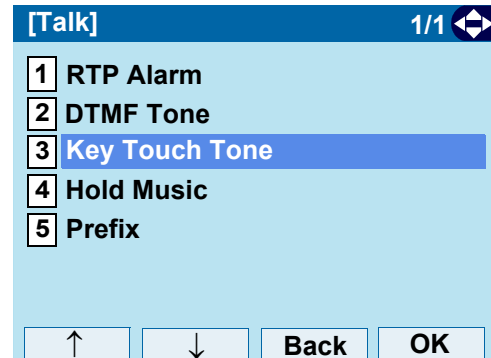 [Talk] 1/1
1 RTP Alarm
2 DTMF Tone
3 Key Touch Tone
4 Hold Music
5 Prefix
↑ ↓ Back OK